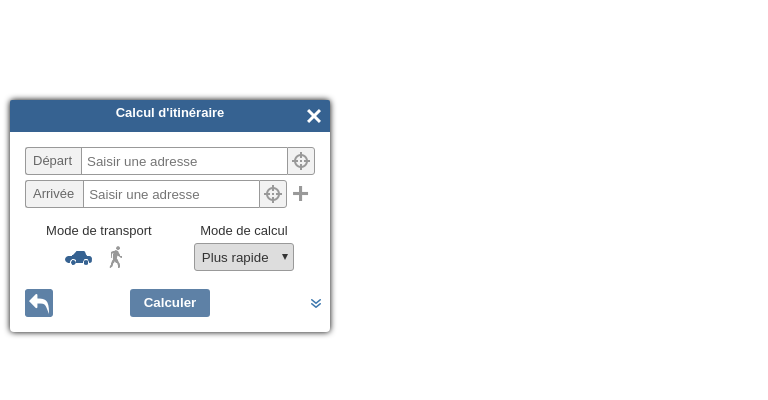 Calcul d'itinéraire
Départ Saisir une adresse
Arrivée Saisir une adresse
Mode de transport Mode de calcul
Plus rapide
Calculer